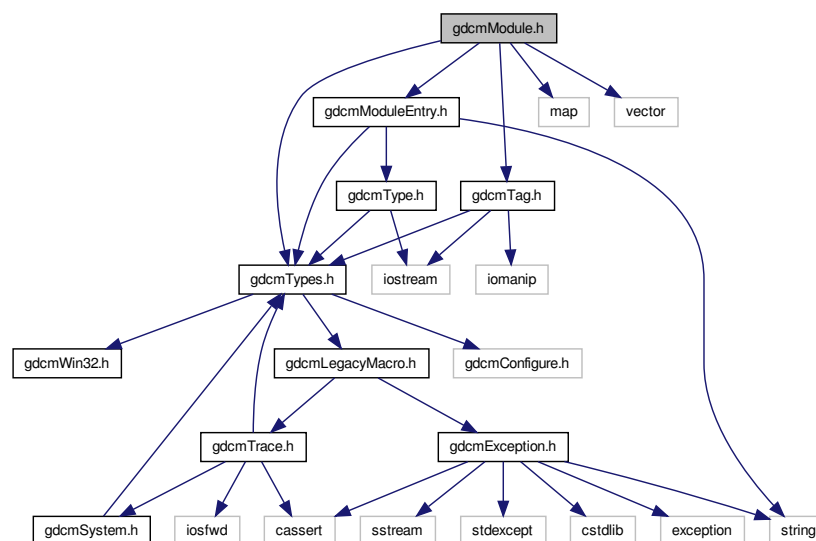 gdcmModule.h
gdcmModuleEntry.h
map
vector
gdcmType.h
gdcmTag.h
gdcmTypes.h
iostream
iomanip
gdcmWin32.h
gdcmLegacyMacro.h
gdcmConfigure.h
gdcmTrace.h
gdcmException.h
gdcmSystem.h
iosfwd
cassert
sstream
stdexcept
cstdlib
exception
string